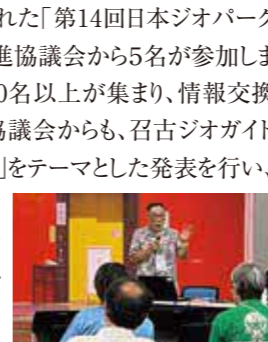 れた「第14回日本ジオパーク
進協議会から5名が参加しま
0名以上が集まり、情報交換
協議会からも、召古ジオガイド
」をテーマとした発表を行い、